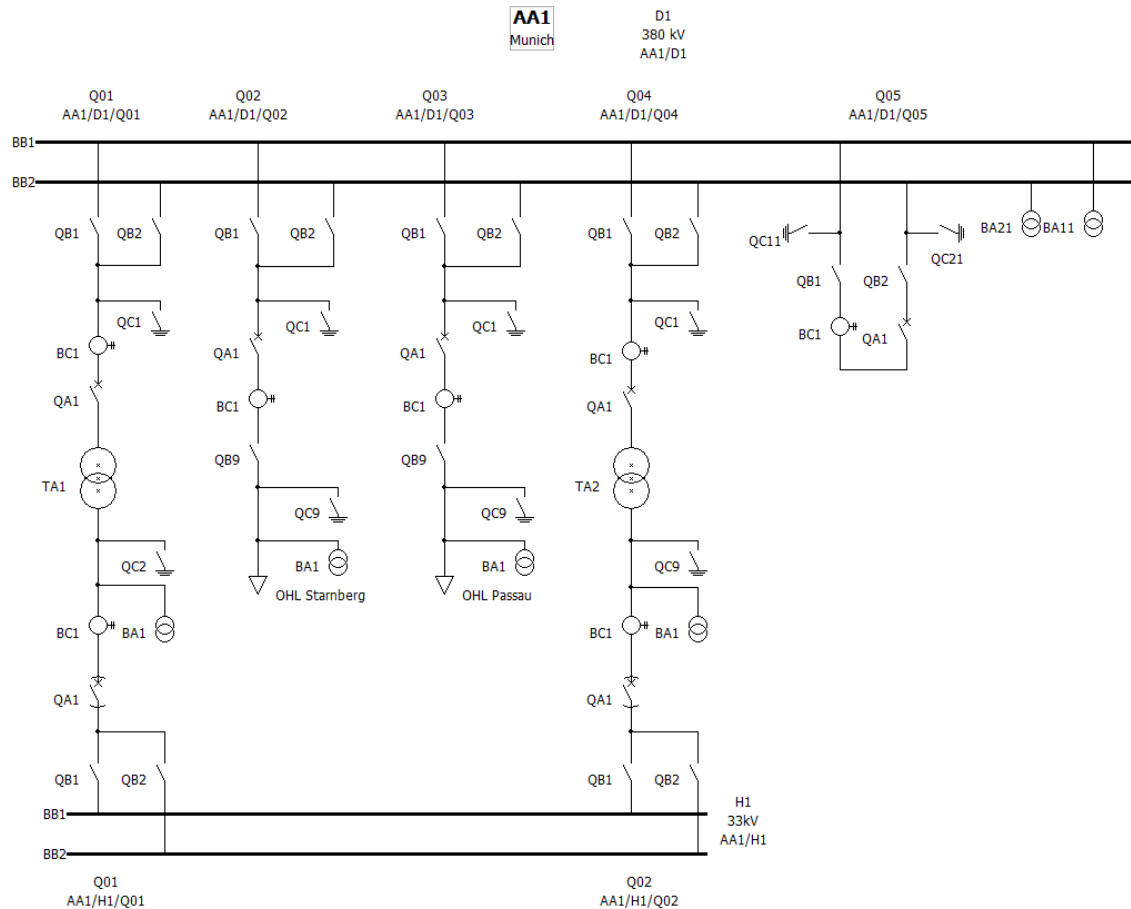 AA1
Munich
D1
380 kV
AA1/D1
Q01
AA1/D1/Q01
Q02
AA1/D1/Q02
Q03
AA1/D1/Q03
Q04
AA1/D1/Q04
Q05
AA1/D1/Q05
BB1
BB2
QB1 QB2 QB1 QB2 QB1 QB2 QB1 QB2 QC11 QC21 BA21 BA11
QB1 QB2
QC1 QC1 QC1 QC1 BC1 QA1
BC1 QA1 QA1 BC1
QA1 BC1 BC1 QA1
QB9 QB9
TA1 TA2
QC9 QC9
QC2 BA1 BA1 QC9
OHL Starnberg OHL Passau
BC1 BA1 BC1 BA1
QA1 QA1
QB1 QB2 QB1 QB2
BB1
H1
33kV
AA1/H1
BB2
Q01
AA1/H1/Q01
Q02
AA1/H1/Q02